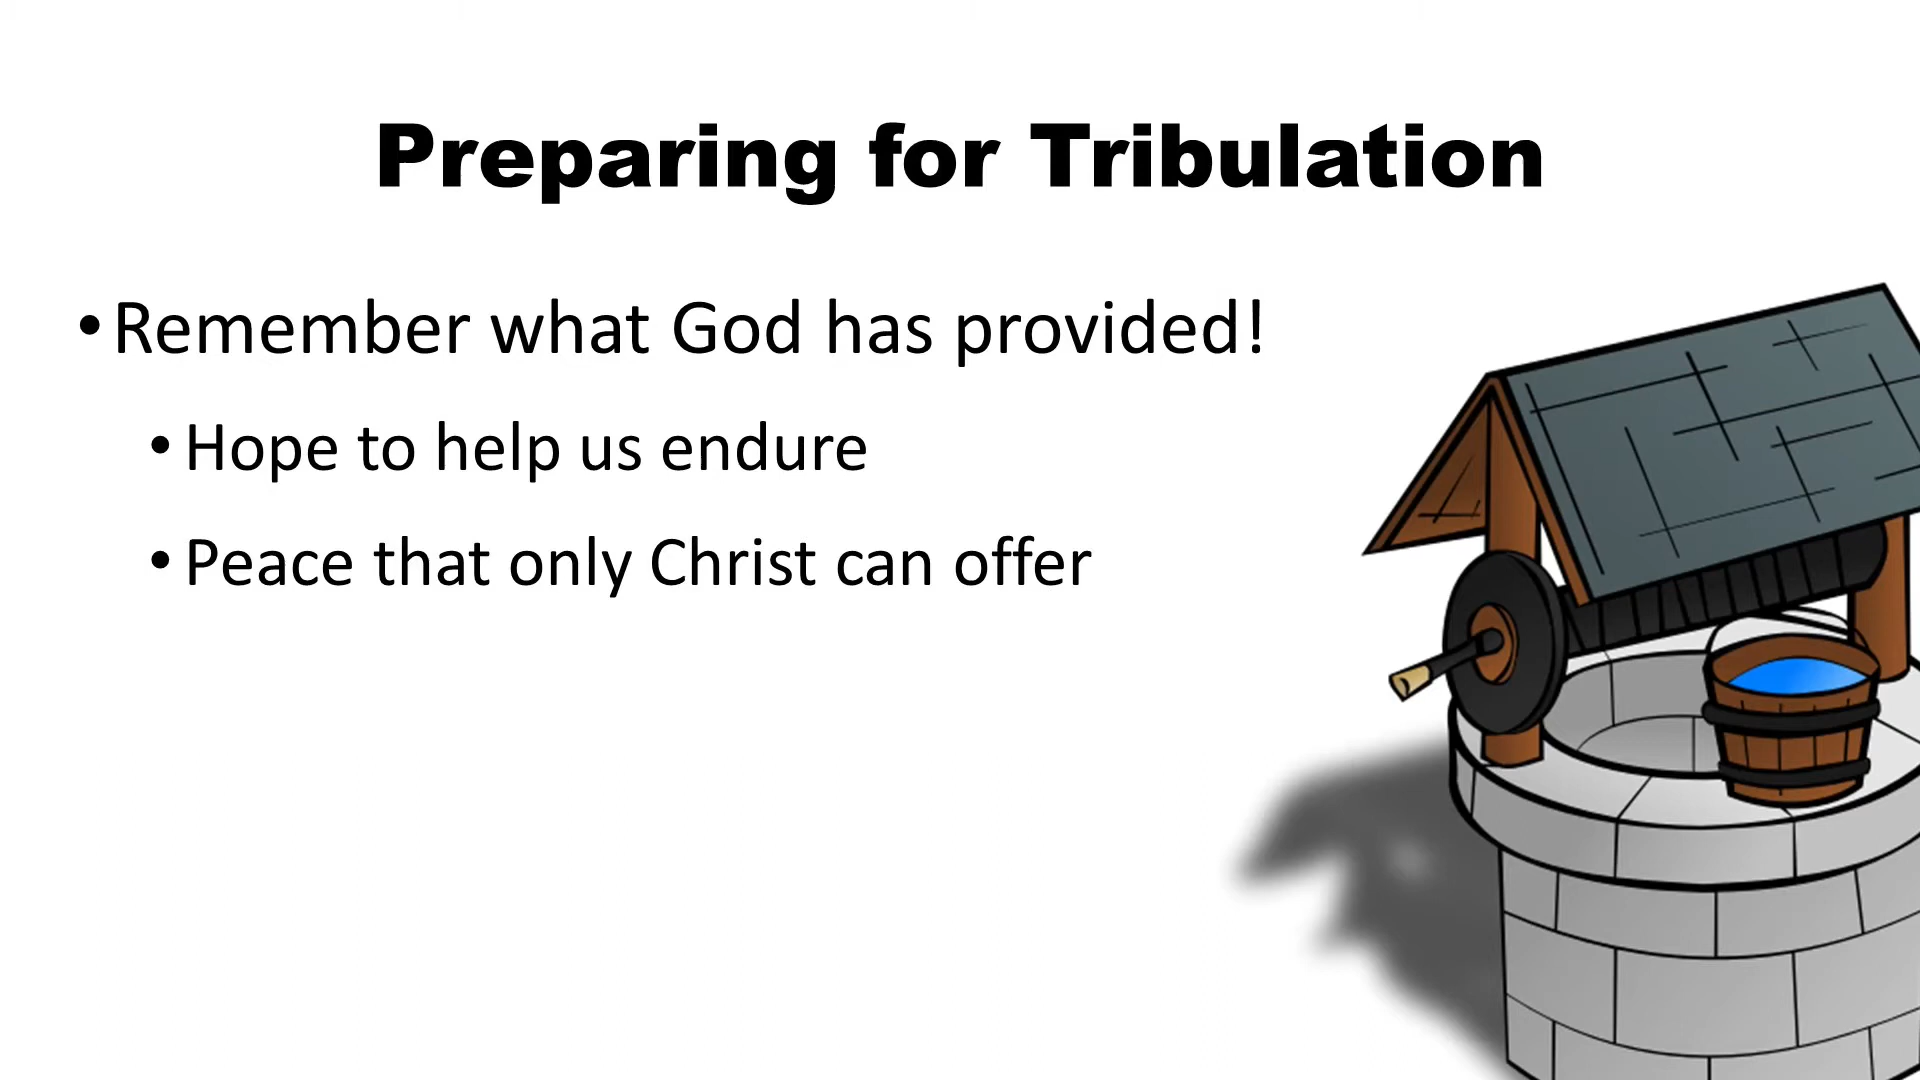 Preparing for Tribulation
• Remember what God has provided!
• Hope to help us endure
• Peace that only Christ can offer